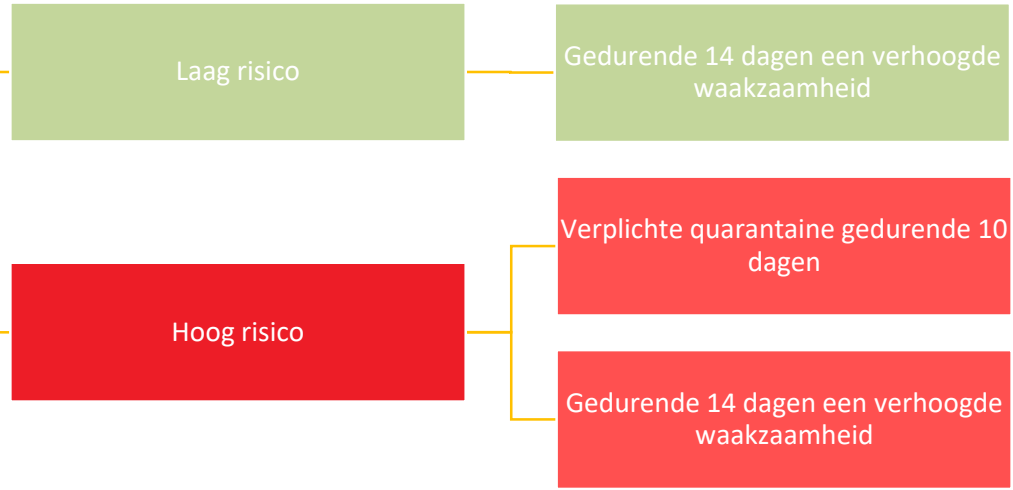 Laag risico
Gedurende 14 dagen een verhoogde
waakzaamheid
Verplichte quarantaine gedurende 10
dagen
Hoog risico
Gedurende 14 dagen een verhoogde
waakzaamheid